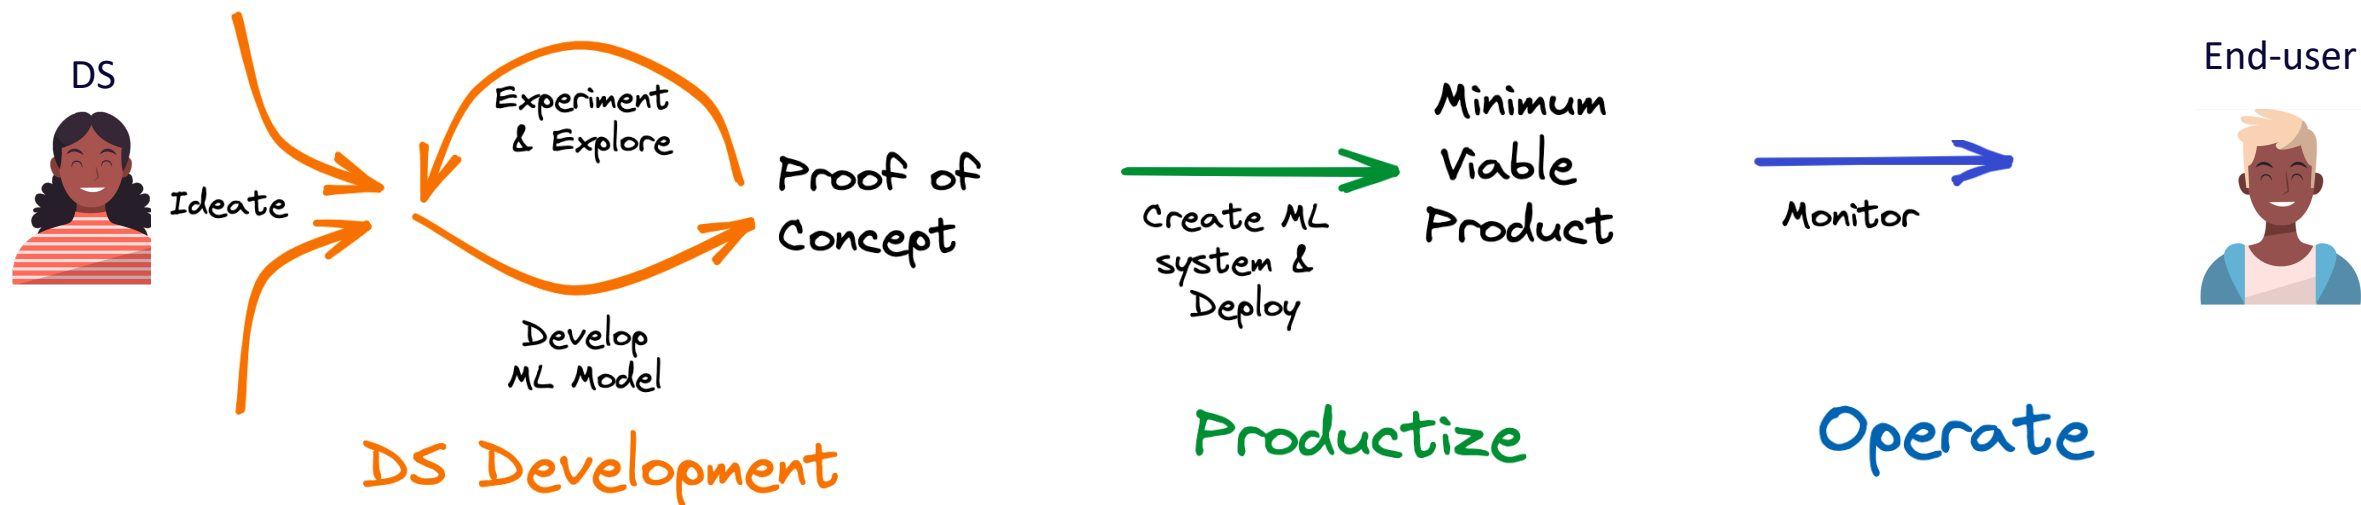 DS
Ideate
Experiment
& Explore
Develop
ML Model
Proof of
Concept
DS Development
Create ML
system &
Deploy
Productize
Minimum
Viable
Product
Monitor
Operate
End-user